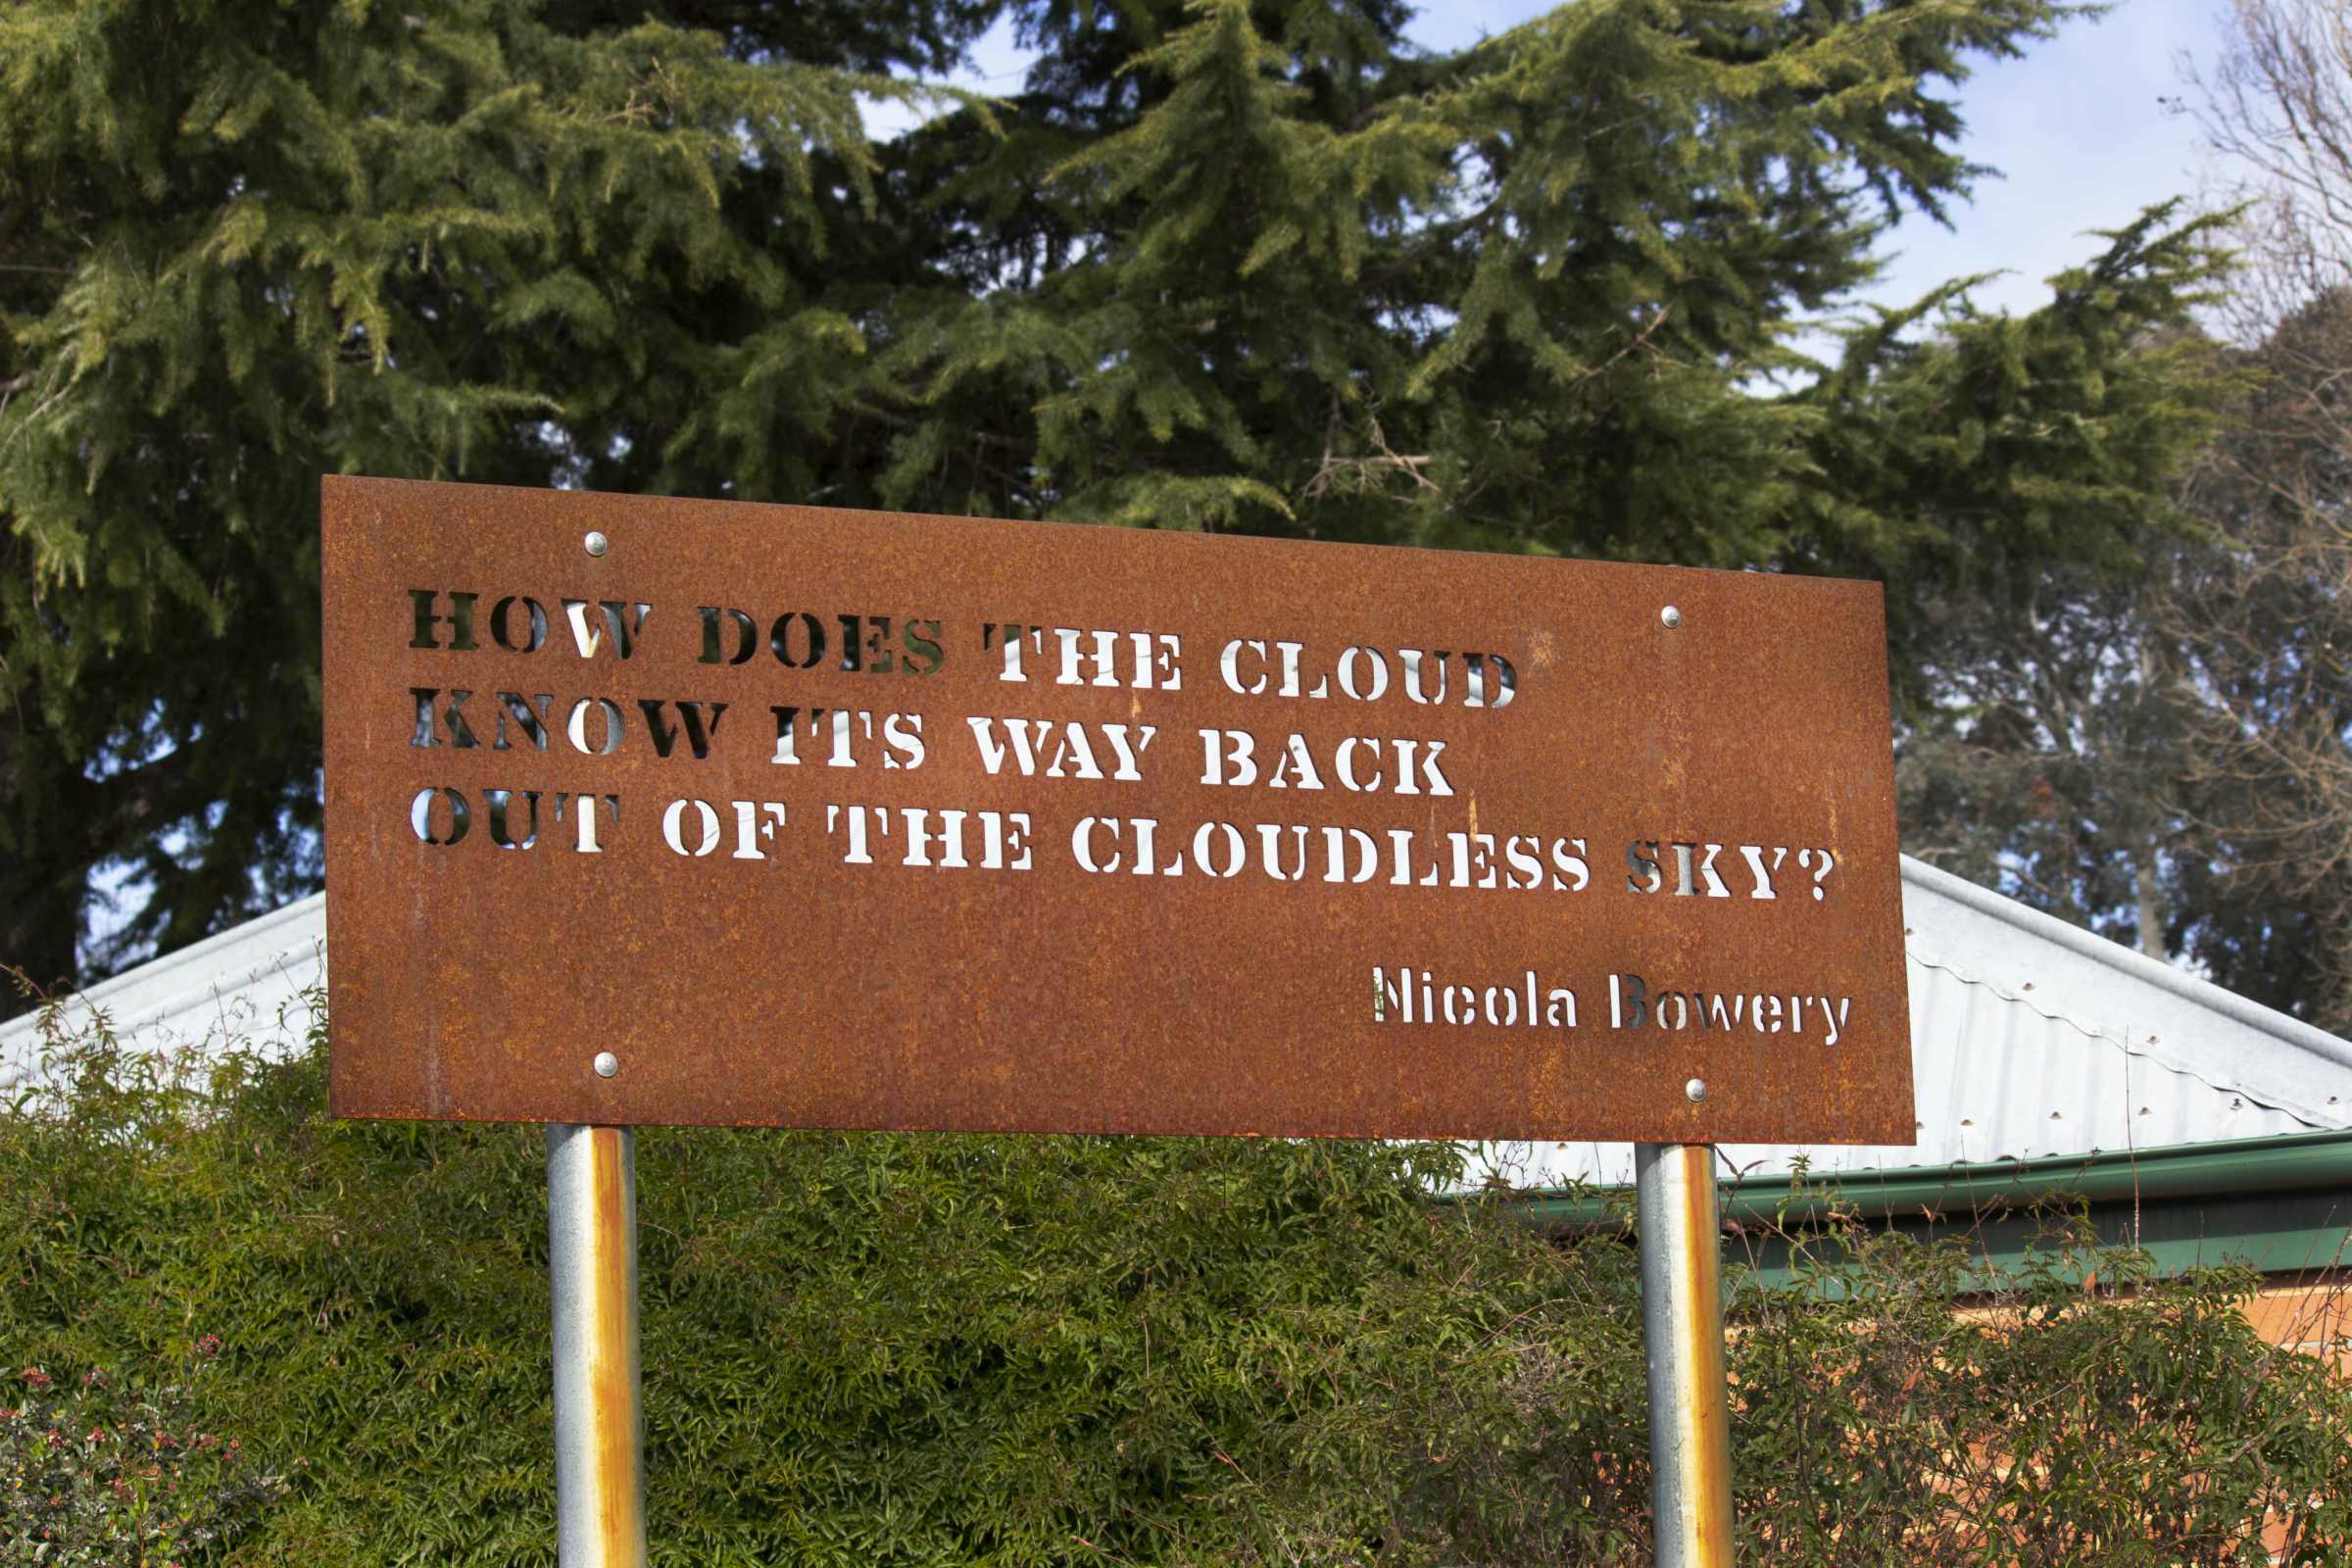 HOW DOES THE CLOUD
KNOW ITS WAY BACK
OUT OF THE CLOUDLESS SKY?
Nicola Bowery